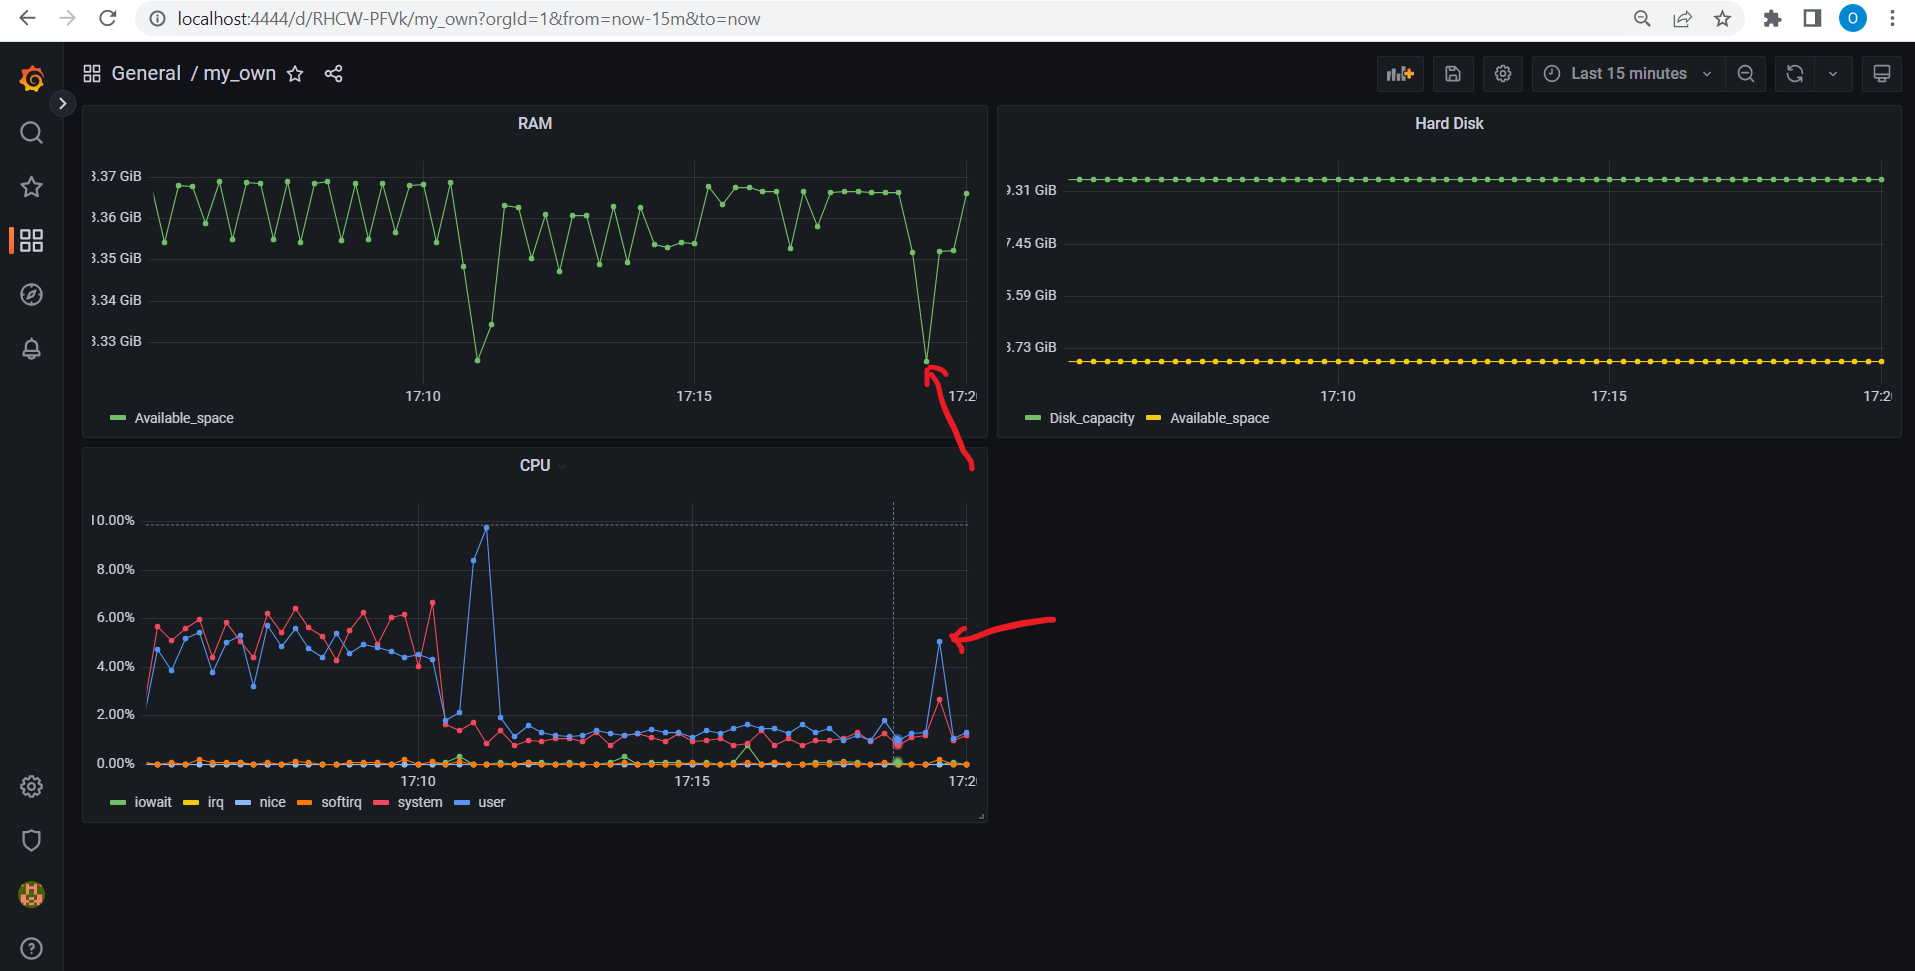 localhost:4444/d/RHCW-PFVk/my_own?orgId=1&from=now-15m&to=now
O
General / my_own
Last 15 minutes
RAM
3.37 GiB
3.36 GiB
3.35 GiB
3.34 GiB
3.33 GiB
17:10 17:15 17:2
Available_space
Hard Disk
9.31 GiB
7.45 GiB
5.59 GiB
3.73 GiB
17:10 17:15 17:2
Disk_capacity Available_space
CPU
10.00%
8.00%
6.00%
4.00%
2.00%
0.00%
17:10 17:15 17:2
iowait irq nice softirq system user